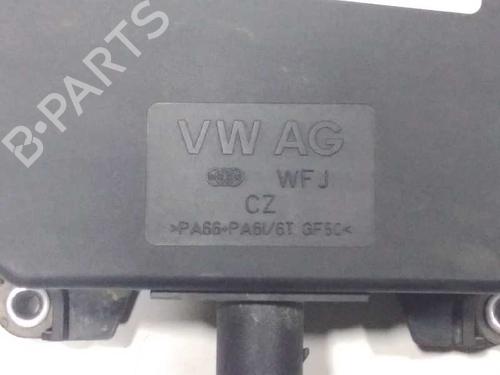 B-PARTS
VW AG
WFJ
CZ
>PA66+PA6I/6T GF50<